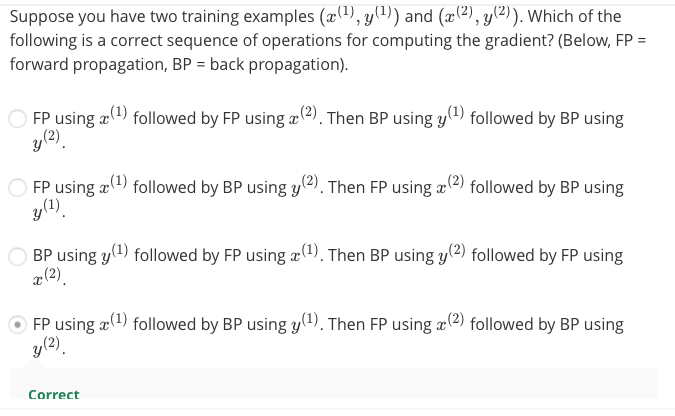 Suppose you have two training examples (x⁽¹⁾, y⁽¹⁾) and (x⁽²⁾, y⁽²⁾). Which of the
following is a correct sequence of operations for computing the gradient? (Below, FP =
forward propagation, BP = back propagation).
FP using x⁽¹⁾ followed by FP using x⁽²⁾. Then BP using y⁽¹⁾ followed by BP using
y⁽²⁾.
FP using x⁽¹⁾ followed by BP using y⁽²⁾. Then FP using x⁽²⁾ followed by BP using
y⁽¹⁾.
BP using y⁽¹⁾ followed by FP using x⁽¹⁾. Then BP using y⁽²⁾ followed by FP using
x⁽²⁾.
FP using x⁽¹⁾ followed by BP using y⁽¹⁾. Then FP using x⁽²⁾ followed by BP using
y⁽²⁾.
Correct